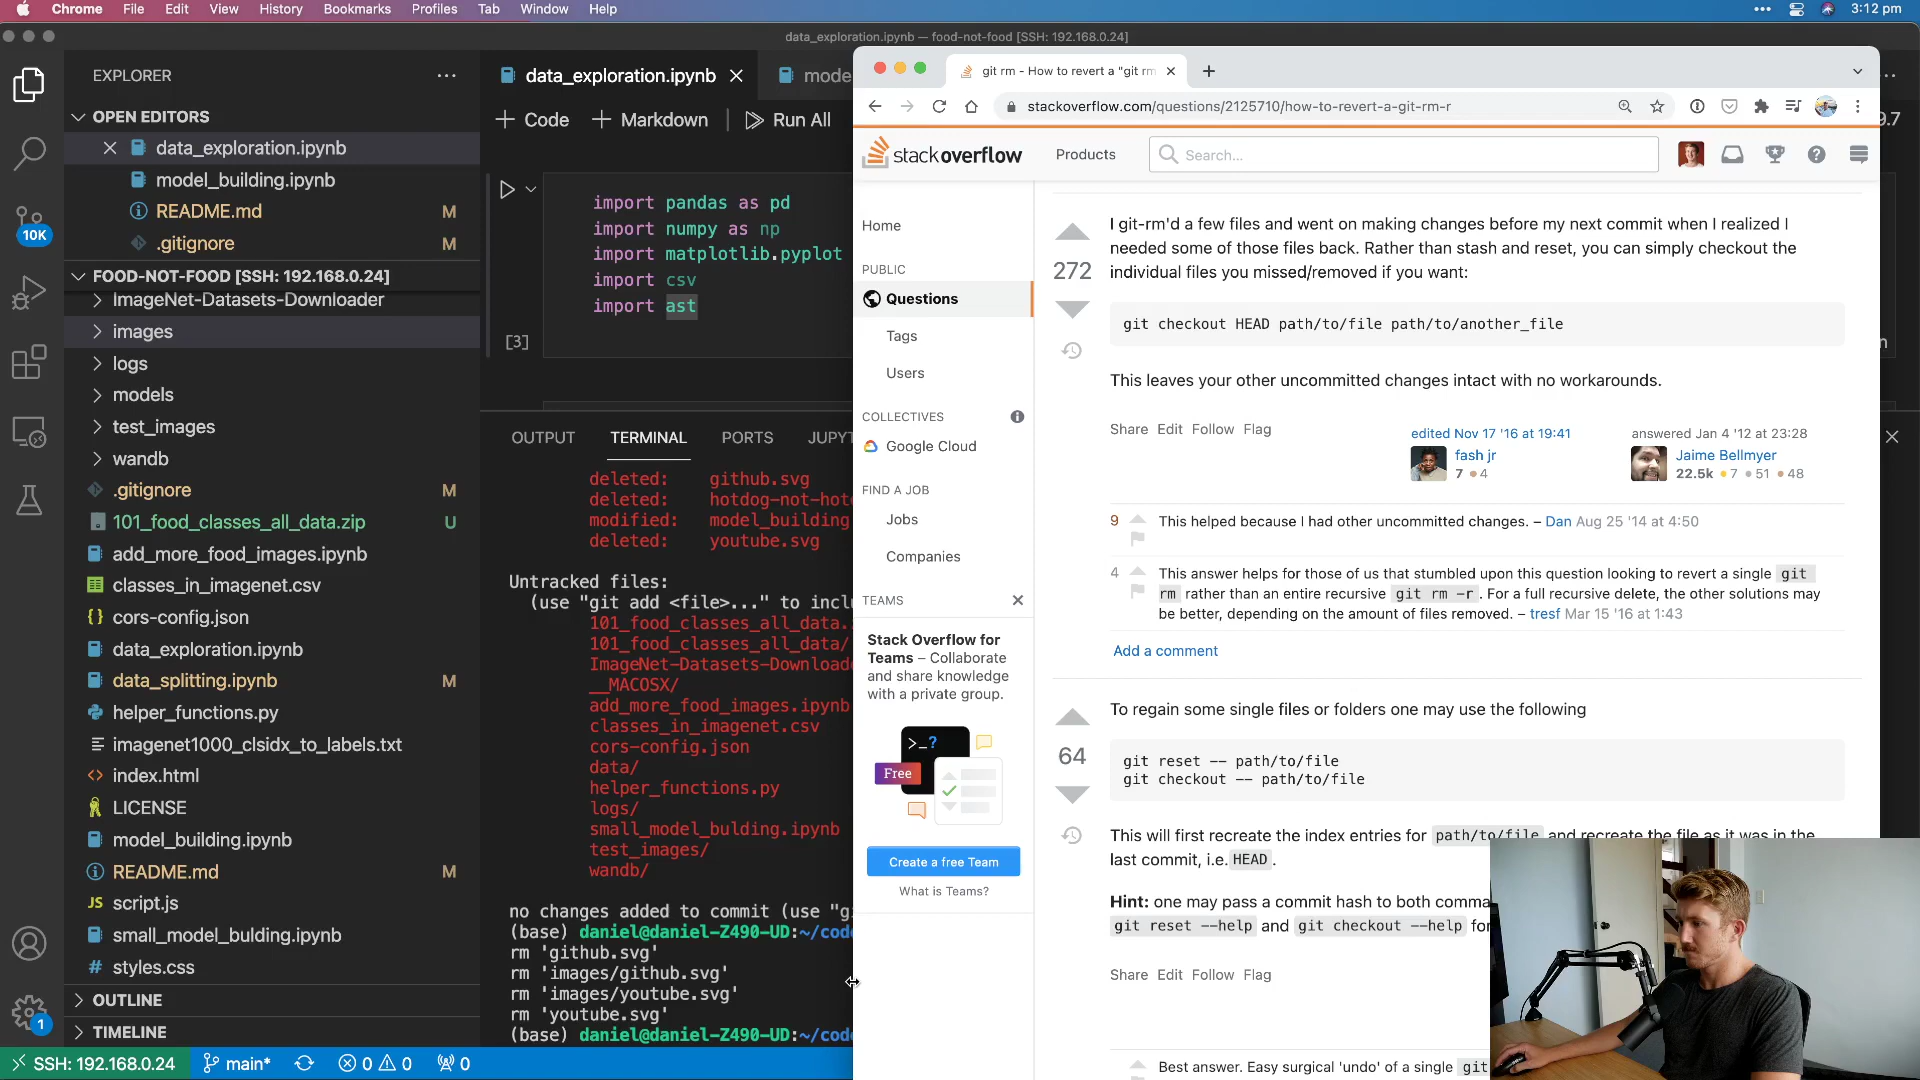 Chrome File Edit View History Bookmarks Profiles Tab Window Help
3:12 pm
data_exploration.ipynb — food-not-food [SSH: 192.168.0.24]
EXPLORER
OPEN EDITORS
data_exploration.ipynb
model_building.ipynb
README.md M
.gitignore M
10K
FOOD-NOT-FOOD [SSH: 192.168.0.24]
ImageNet-Datasets-Downloader
images
logs
models
test_images
wandb
.gitignore M
101_food_classes_all_data.zip U
add_more_food_images.ipynb
classes_in_imagenet.csv
cors-config.json
data_exploration.ipynb
data_splitting.ipynb M
helper_functions.py
imagenet1000_clsidx_to_labels.txt
index.html
LICENSE
model_building.ipynb
README.md M
JS script.js
small_model_bulding.ipynb
# styles.css
OUTLINE
TIMELINE
1
SSH: 192.168.0.24 main* 0 0 0
data_exploration.ipynb mode
+ Code + Markdown Run All
import pandas as pd
import numpy as np
import matplotlib.pyplot
import csv
import ast
[3]
OUTPUT TERMINAL PORTS JUPYT
deleted: github.svg
deleted: hotdog-not-hot
modified: model_building
deleted: youtube.svg
Untracked files:
(use "git add <file>..." to incl
101_food_classes_all_data.
101_food_classes_all_data/
ImageNet-Datasets-Download
__MACOSX/
add_more_food_images.ipynb
classes_in_imagenet.csv
cors-config.json
data/
helper_functions.py
logs/
small_model_bulding.ipynb
test_images/
wandb/
no changes added to commit (use "g
(base) daniel@daniel-Z490-UD:~/cod
rm 'github.svg'
rm 'images/github.svg'
rm 'images/youtube.svg'
rm 'youtube.svg'
(base) daniel@daniel-Z490-UD:~/cod
git rm - How to revert a "git rm
stackoverflow.com/questions/2125710/how-to-revert-a-git-rm-r
9.7
stackoverflow Products Search...
Home
PUBLIC
Questions
Tags
Users
COLLECTIVES
Google Cloud
FIND A JOB
Jobs
Companies
TEAMS
Stack Overflow for
Teams – Collaborate
and share knowledge
with a private group.
>_?
Free
Create a free Team
What is Teams?
272
I git-rm'd a few files and went on making changes before my next commit when I realized I
needed some of those files back. Rather than stash and reset, you can simply checkout the
individual files you missed/removed if you want:
git checkout HEAD path/to/file path/to/another_file
This leaves your other uncommitted changes intact with no workarounds.
Share Edit Follow Flag
edited Nov 17 '16 at 19:41
fash jr
7 4
answered Jan 4 '12 at 23:28
Jaime Bellmyer
22.5k 7 51 48
9 This helped because I had other uncommitted changes. – Dan Aug 25 '14 at 4:50
4 This answer helps for those of us that stumbled upon this question looking to revert a single git
rm rather than an entire recursive git rm -r. For a full recursive delete, the other solutions may
be better, depending on the amount of files removed. – tresf Mar 15 '16 at 1:43
Add a comment
64
To regain some single files or folders one may use the following
git reset -- path/to/file
git checkout -- path/to/file
This will first recreate the index entries for path/to/file and recreate the file as it was in the
last commit, i.e. HEAD.
Hint: one may pass a commit hash to both comma
git reset --help and git checkout --help for
Share Edit Follow Flag
Best answer. Easy surgical 'undo' of a single git